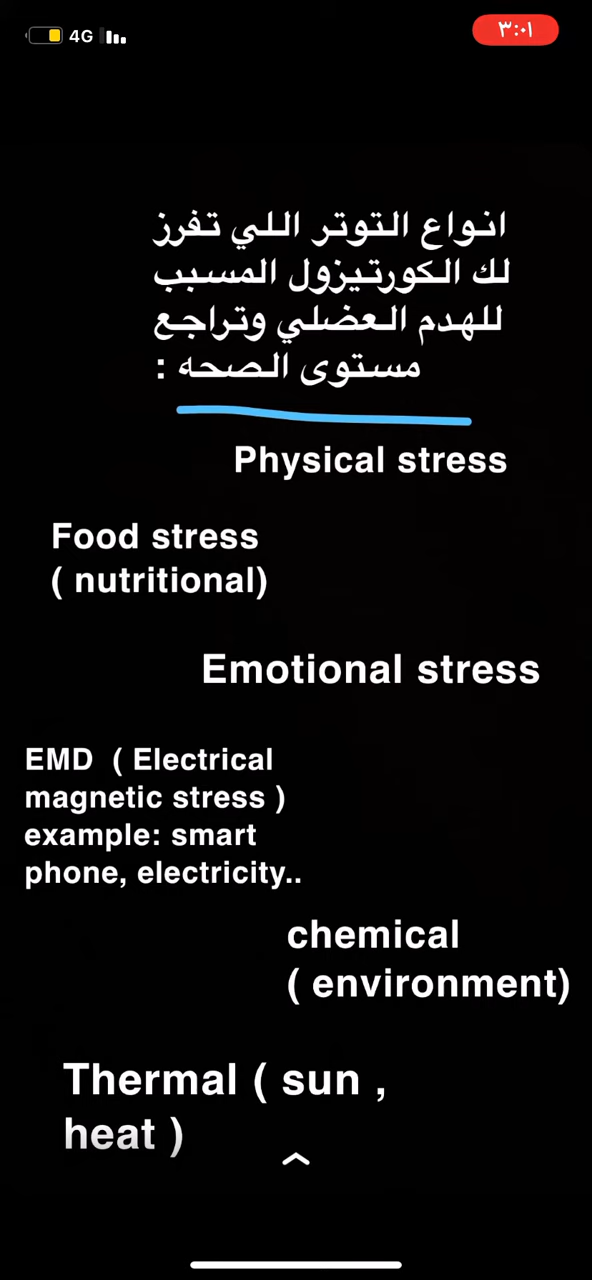 4G
٣:٠١
انواع التوتر اللي تفرز
لك الكورتيزول المسبب
للهدم العضلي وتراجع
مستوى الصحه :
Physical stress
Food stress
( nutritional)
Emotional stress
EMD ( Electrical
magnetic stress )
example: smart
phone, electricity..
chemical
( environment)
Thermal ( sun ,
heat )